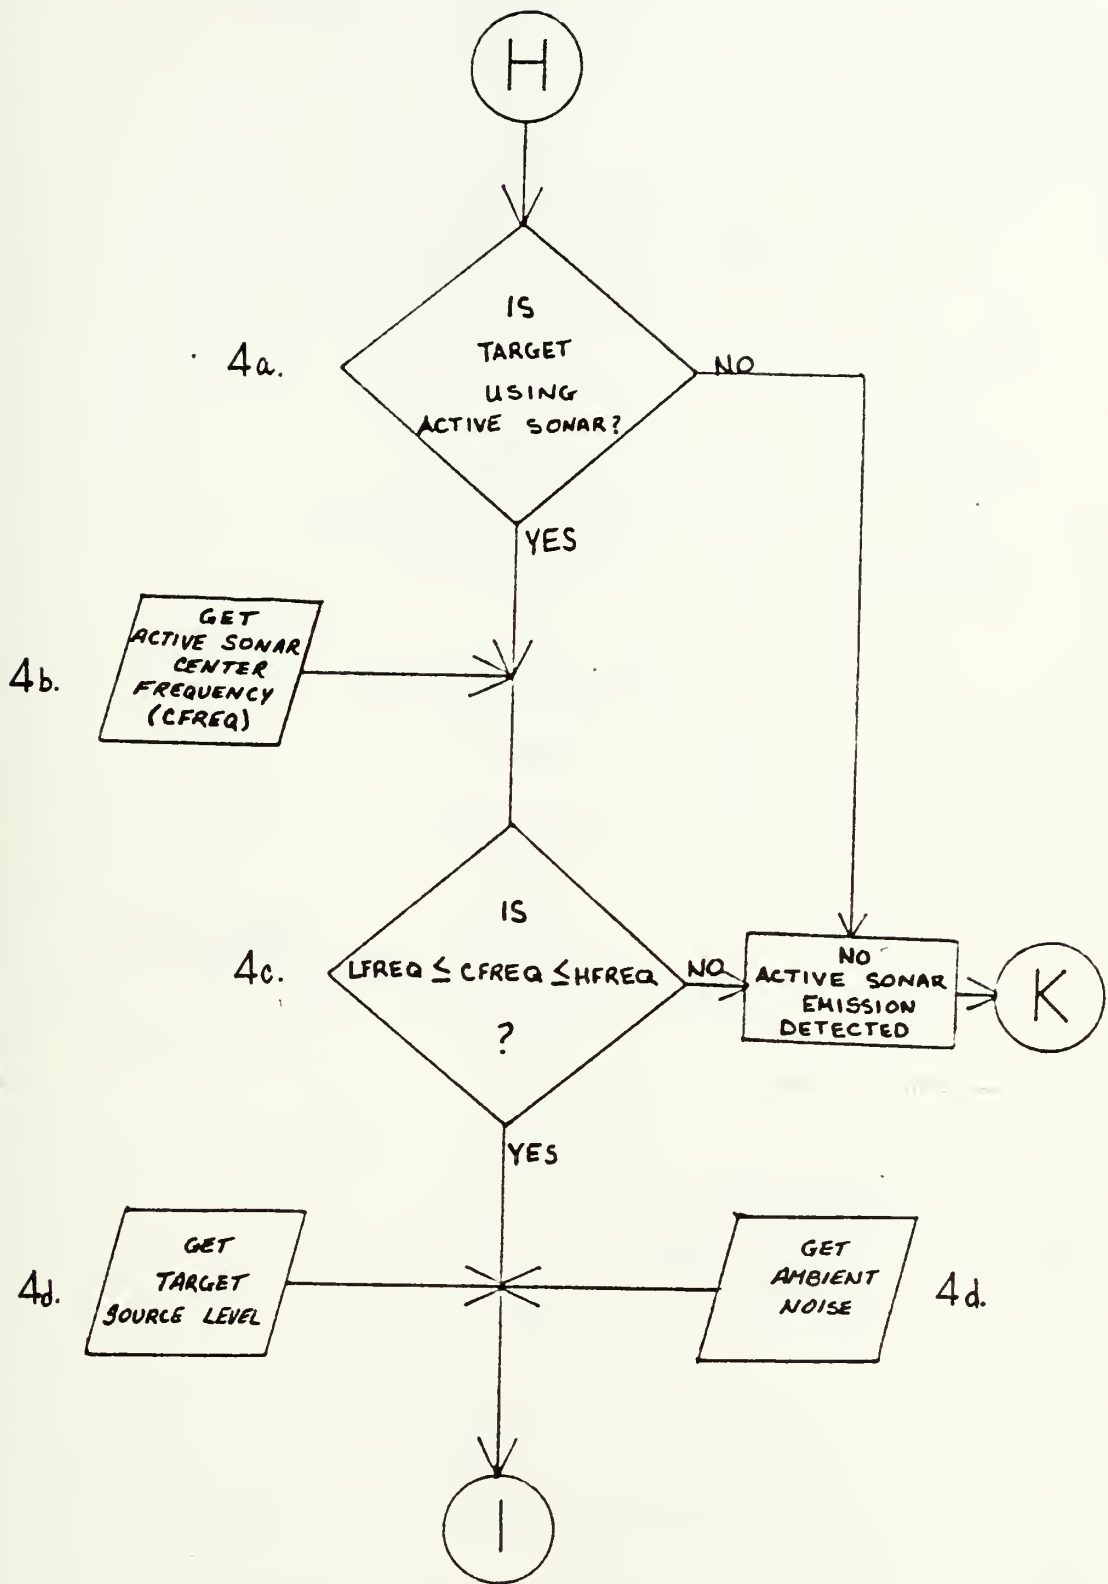 H
4a.
IS
TARGET
USING
ACTIVE SONAR?
NO
YES
4b.
GET
ACTIVE SONAR
CENTER
FREQUENCY
(CFREQ)
4c.
IS
LFREQ ≤ CFREQ ≤ HFREQ
?
NO
NO
ACTIVE SONAR
EMISSION
DETECTED
K
YES
4d.
GET
TARGET
SOURCE LEVEL
GET
AMBIENT
NOISE
4d.
I